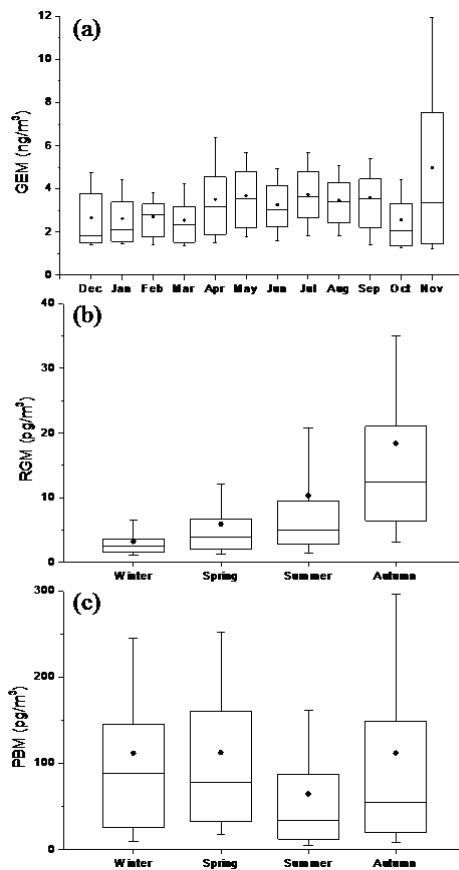 (a)
12
10
8
6
4
2
0
GEM (ng/m³)
Dec Jan Feb Mar Apr May Jun Jul Aug Sep Oct Nov
(b)
40
30
20
10
0
RGM (pg/m³)
Winter Spring Summer Autumn
(c)
300
200
100
0
PBM (pg/m³)
Winter Spring Summer Autumn